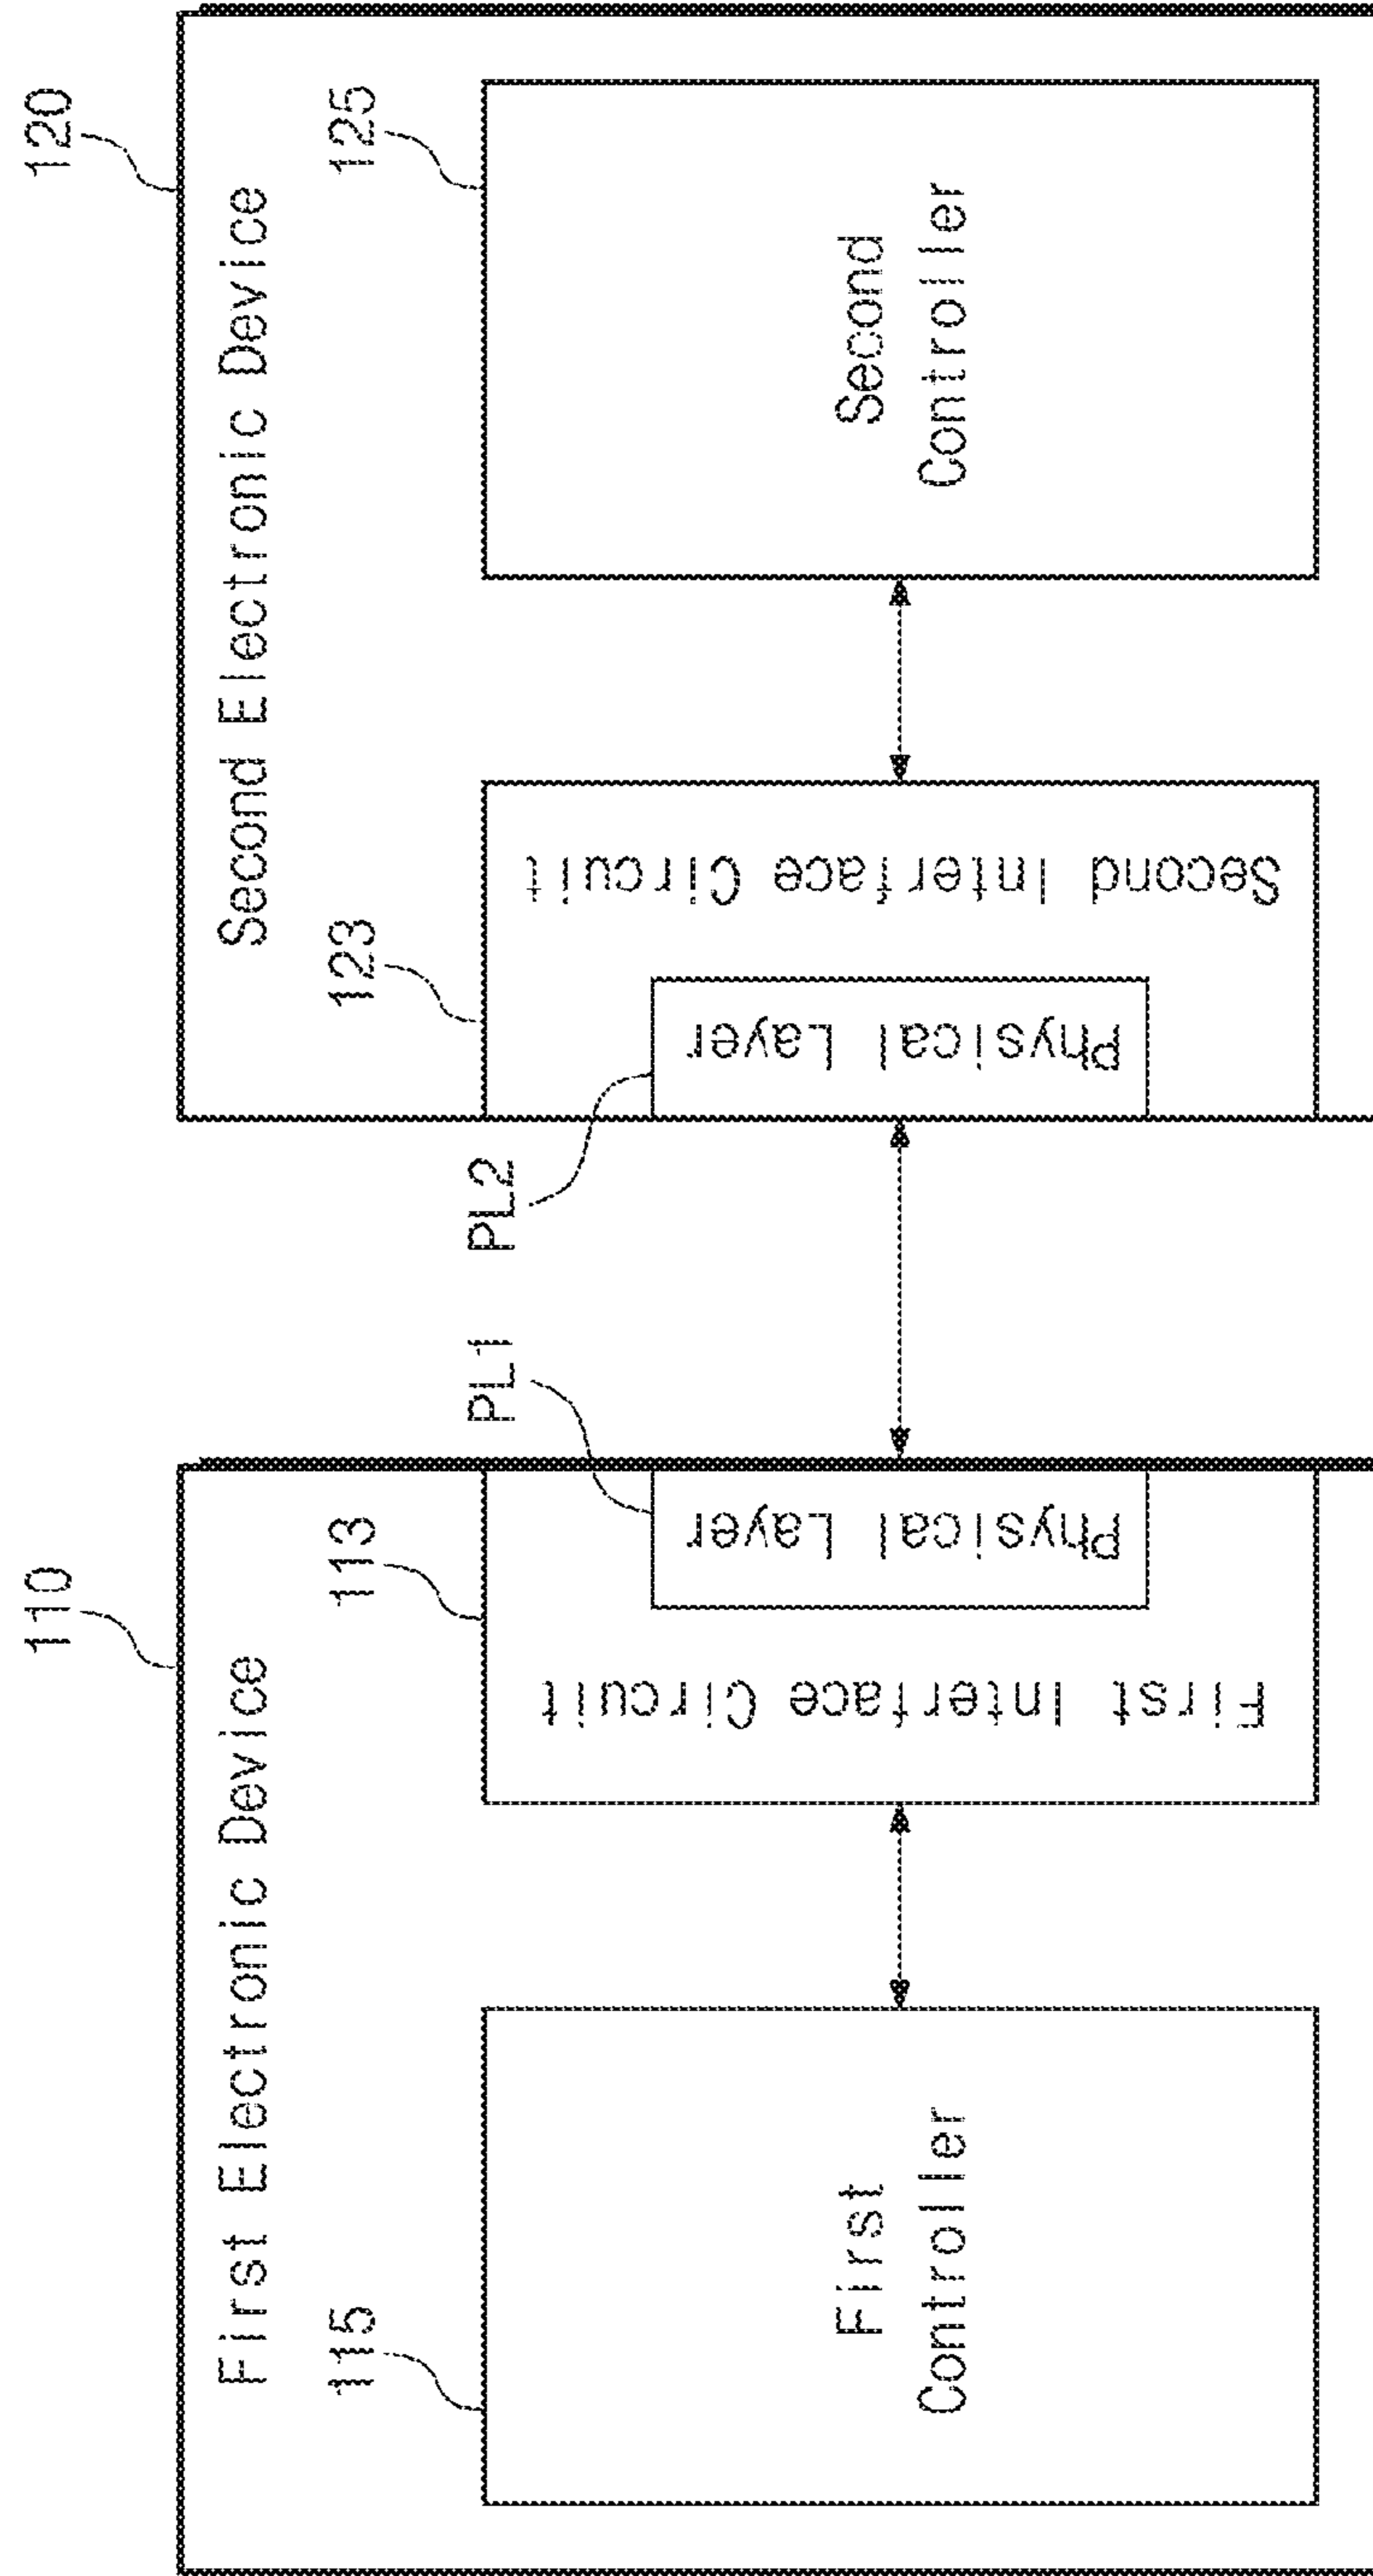 110
First Electronic Device
115
First
Controller
113
First Interface Circuit
PL1
Physical Layer
120
Second Electronic Device
PL2
Physical Layer
123
Second Interface Circuit
125
Second
Controller